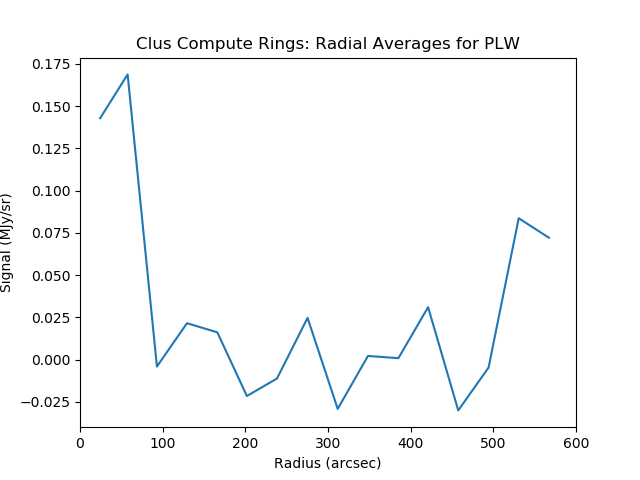 Clus Compute Rings: Radial Averages for PLW
0.175
0.150
0.125
0.100
0.075
0.050
0.025
0.000
−0.025
Signal (MJy/sr)
0 100 200 300 400 500 600
Radius (arcsec)